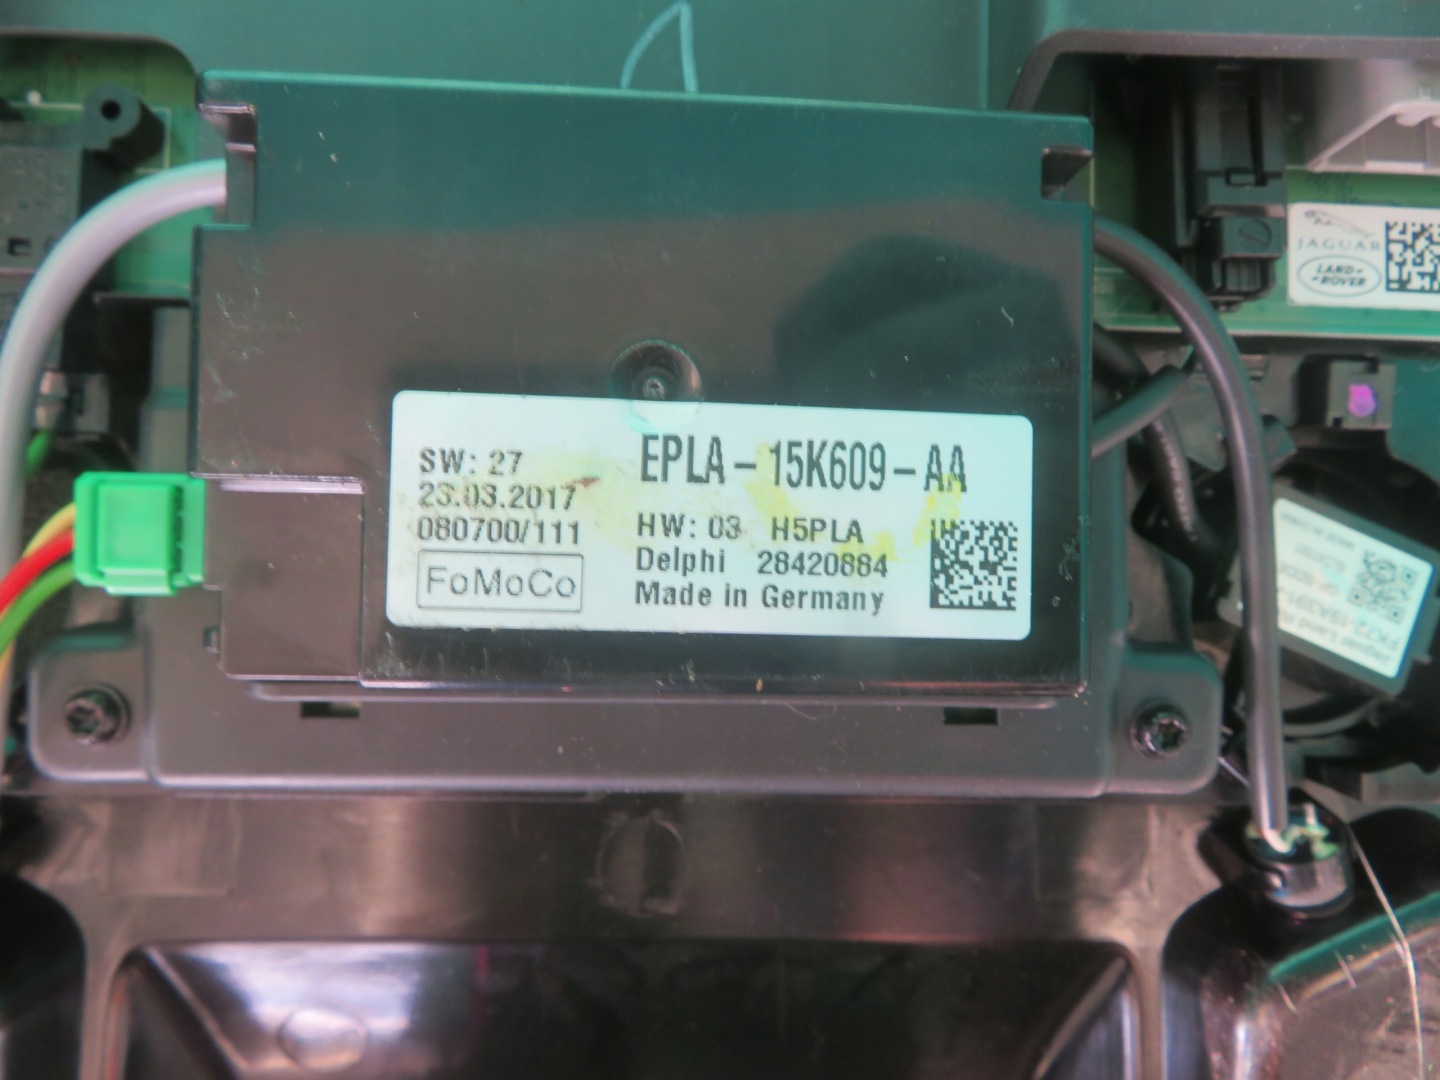 JAGUAR
LAND-
-ROVER
SW: 27
23.03.2017
080700/111
FoMoCo
EPLA-15K609-AA
HW: 03 H5PLA
Delphi 28420884
Made in Germany